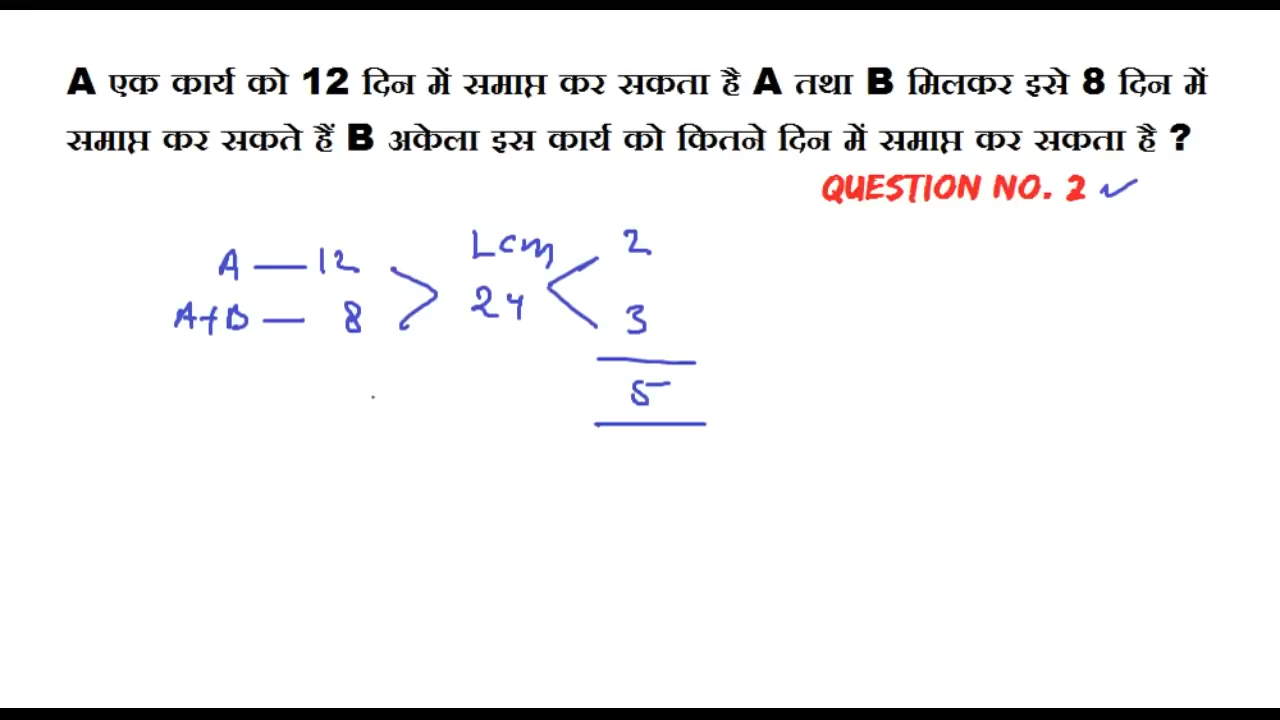 A एक कार्य को 12 दिन में समाप्त कर सकता है A तथा B मिलकर इसे 8 दिन में
समाप्त कर सकते हैं B अकेला इस कार्य को कितने दिन में समाप्त कर सकता है ?
QUESTION NO. 2 ✓
A — 12
A+B — 8
Lcm
24
2
3
5